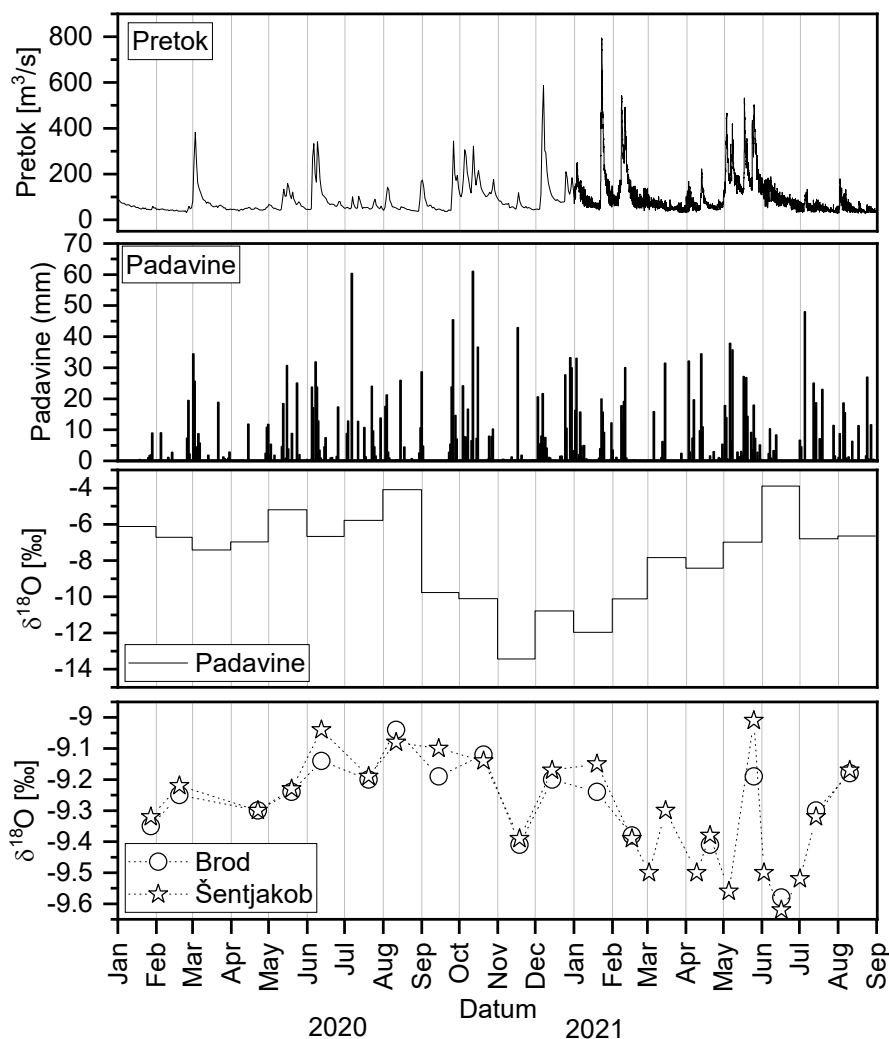 Pretok
Pretok [m³/s]
800
600
400
200
0
Padavine
Padavine (mm)
70
60
50
40
30
20
10
0
δ¹⁸O [‰]
-4
-6
-8
-10
-12
-14
Padavine
δ¹⁸O [‰]
-9
-9.1
-9.2
-9.3
-9.4
-9.5
-9.6
Brod
Šentjakob
Jan Feb Mar Apr May Jun Jul Aug Sep Oct Nov Dec Jan Feb Mar Apr May Jun Jul Aug Sep
Datum
2020 2021